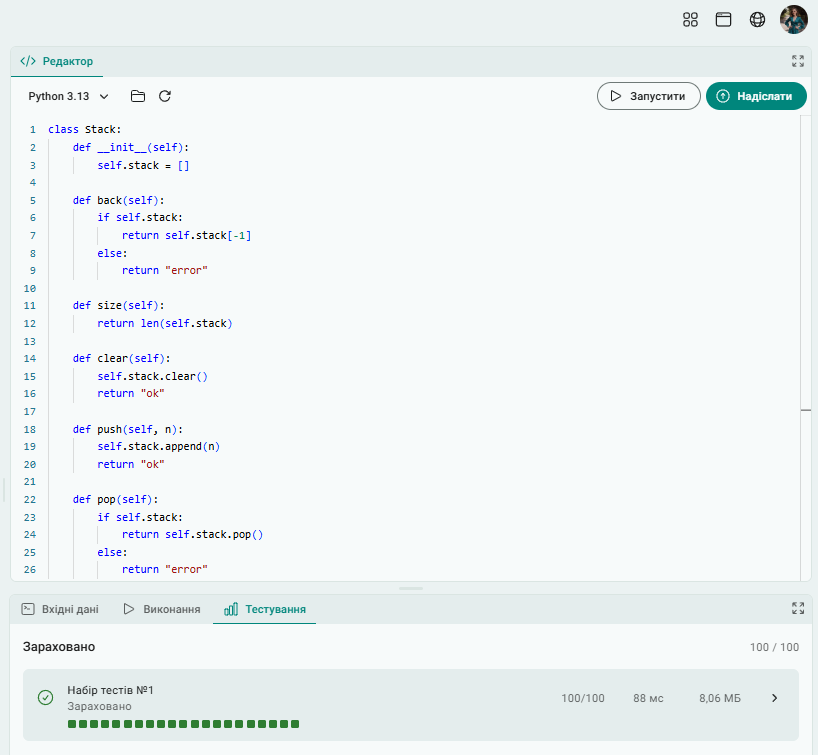 </> Редактор
Python 3.13
Запустити
Надіслати
1 class Stack:
2     def __init__(self):
3         self.stack = []
4
5     def back(self):
6         if self.stack:
7             return self.stack[-1]
8         else:
9             return "error"
10
11     def size(self):
12         return len(self.stack)
13
14     def clear(self):
15         self.stack.clear()
16         return "ok"
17
18     def push(self, n):
19         self.stack.append(n)
20         return "ok"
21
22     def pop(self):
23         if self.stack:
24             return self.stack.pop()
25         else:
26             return "error"
Вхідні дані
Виконання
Тестування
Зараховано
100 / 100
Набір тестів №1
Зараховано
100/100
88 мс
8,06 МБ